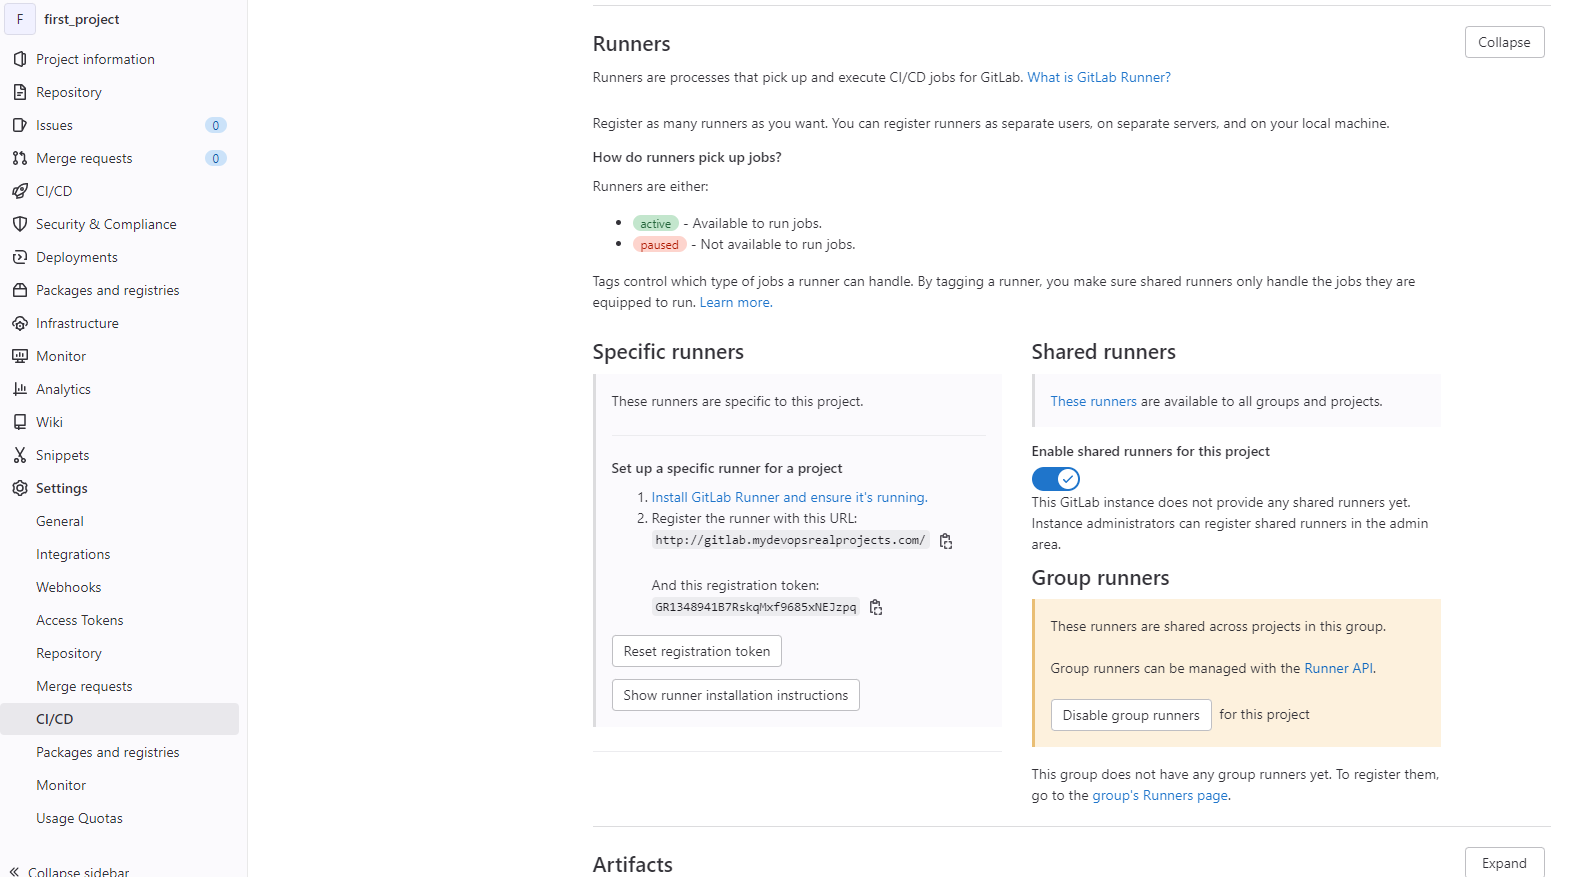 F first_project
Project information
Repository
Issues 0
Merge requests 0
CI/CD
Security & Compliance
Deployments
Packages and registries
Infrastructure
Monitor
Analytics
Wiki
Snippets
Settings
General
Integrations
Webhooks
Access Tokens
Repository
Merge requests
CI/CD
Packages and registries
Monitor
Usage Quotas
Collapse sidebar
Runners
Collapse
Runners are processes that pick up and execute CI/CD jobs for GitLab. What is GitLab Runner?
Register as many runners as you want. You can register runners as separate users, on separate servers, and on your local machine.
How do runners pick up jobs?
Runners are either:
• active - Available to run jobs.
• paused - Not available to run jobs.
Tags control which type of jobs a runner can handle. By tagging a runner, you make sure shared runners only handle the jobs they are
equipped to run. Learn more.
Specific runners
These runners are specific to this project.
Set up a specific runner for a project
1. Install GitLab Runner and ensure it's running.
2. Register the runner with this URL:
http://gitlab.mydevopsrealprojects.com/
And this registration token:
GR1348941B7RskqMxf9685xNEJzpq
Reset registration token
Show runner installation instructions
Shared runners
These runners are available to all groups and projects.
Enable shared runners for this project
This GitLab instance does not provide any shared runners yet.
Instance administrators can register shared runners in the admin
area.
Group runners
These runners are shared across projects in this group.
Group runners can be managed with the Runner API.
Disable group runners for this project
This group does not have any group runners yet. To register them,
go to the group's Runners page.
Artifacts
Expand